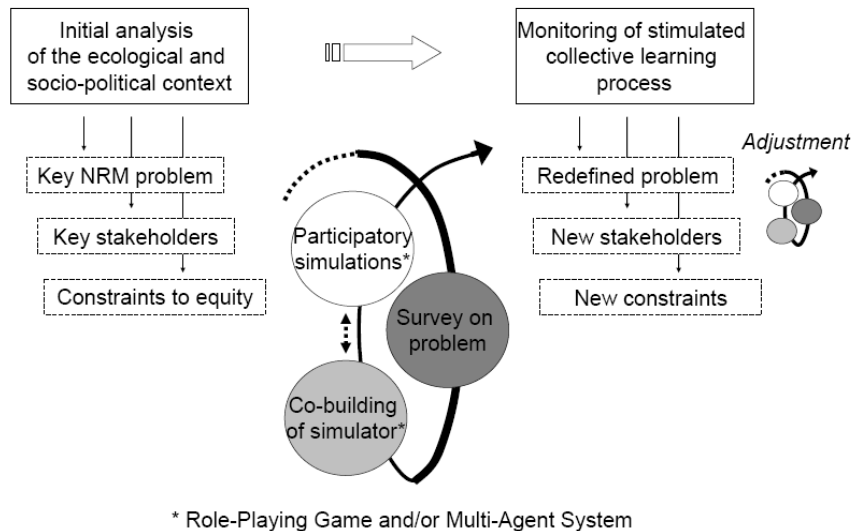 Initial analysis
of the ecological and
socio-political context
Monitoring of stimulated
collective learning
process
Adjustment
Key NRM problem
Key stakeholders
Constraints to equity
Participatory
simulations*
Survey on
problem
Co-building
of simulator*
Redefined problem
New stakeholders
New constraints
* Role-Playing Game and/or Multi-Agent System